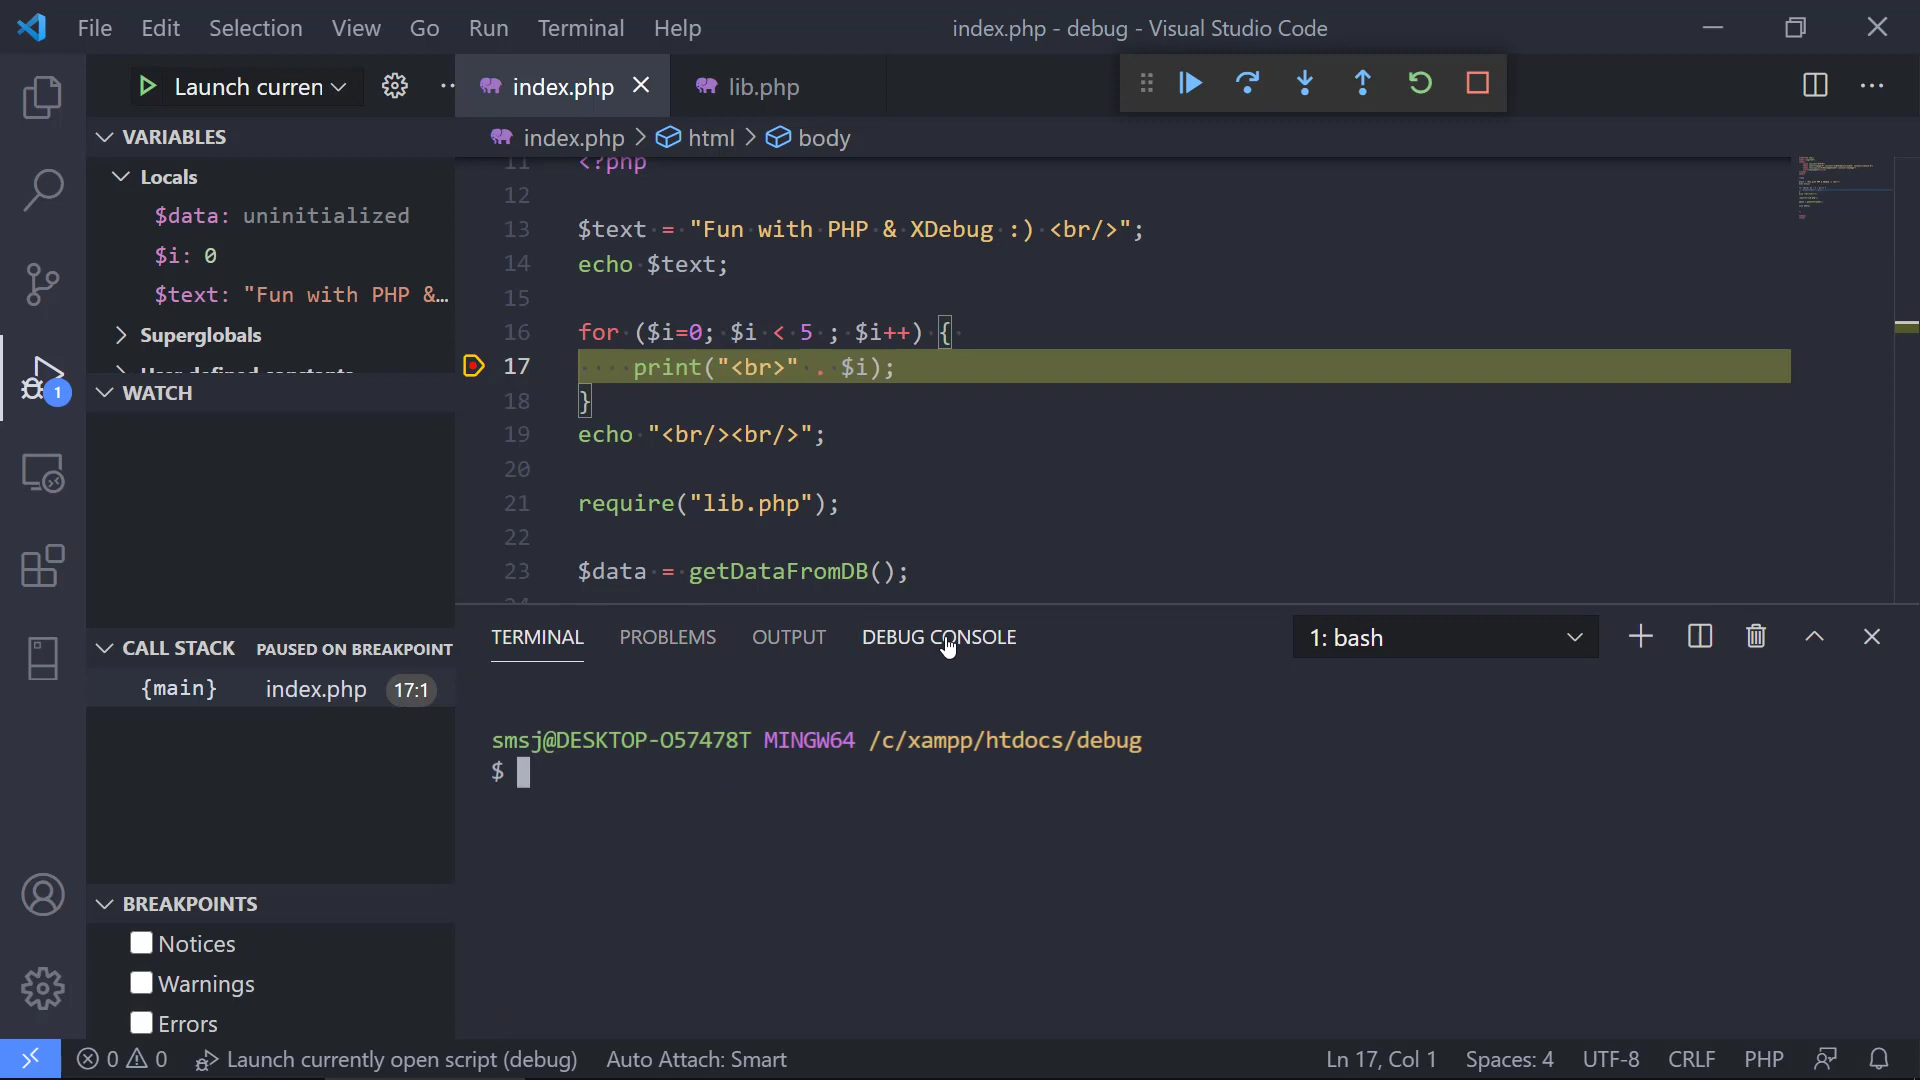 File Edit Selection View Go Run Terminal Help index.php - debug - Visual Studio Code
Launch curren
index.php
lib.php
VARIABLES
index.php > html > body
Locals
$data: uninitialized
$i: 0
$text: "Fun with PHP &…
Superglobals
User defined constants
WATCH
11 <?php
12
13 $text = "Fun with PHP & XDebug :) <br/>";
14 echo $text;
15
16 for ($i=0; $i < 5 ; $i++) {
17 print("<br>" . $i);
18 }
19 echo "<br/><br/>";
20
21 require("lib.php");
22
23 $data = getDataFromDB();
24
1
CALL STACK PAUSED ON BREAKPOINT
{main} index.php 17:1
TERMINAL PROBLEMS OUTPUT DEBUG CONSOLE 1: bash
smsj@DESKTOP-O57478T MINGW64 /c/xampp/htdocs/debug
$
BREAKPOINTS
Notices
Warnings
Errors
0 0 Launch currently open script (debug) Auto Attach: Smart Ln 17, Col 1 Spaces: 4 UTF-8 CRLF PHP